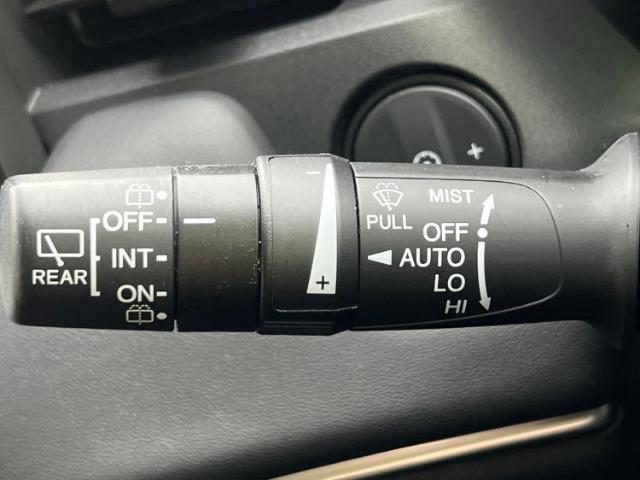 OFF
INT
ON
REAR
-
+
PULL
MIST
OFF
AUTO
LO
HI
+